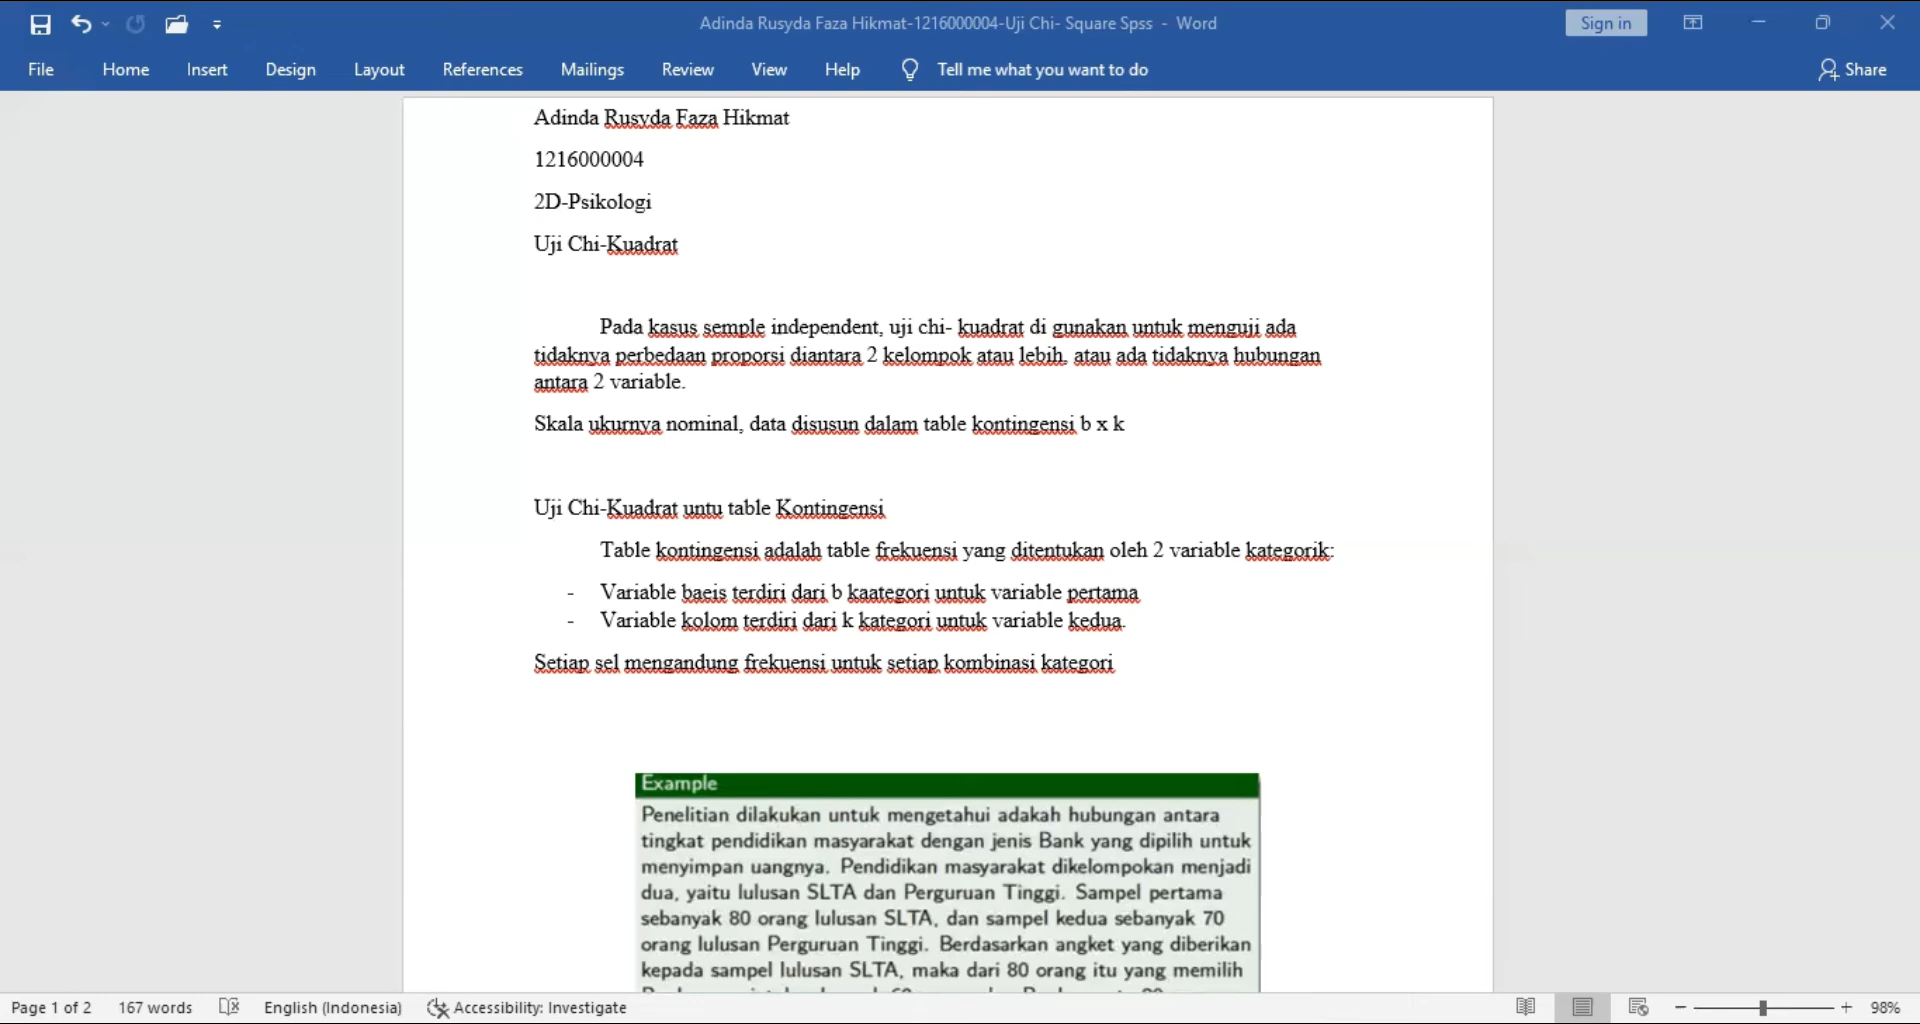 Adinda Rusyda Faza Hikmat-1216000004-Uji Chi- Square Spss - Word
Sign in
File Home Insert Design Layout References Mailings Review View Help Tell me what you want to do Share
Adinda Rusyda Faza Hikmat
1216000004
2D-Psikologi
Uji Chi-Kuadrat
Pada kasus semple independent, uji chi- kuadrat di gunakan untuk menguji ada
tidaknya perbedaan proporsi diantara 2 kelompok atau lebih, atau ada tidaknya hubungan
antara 2 variable.
Skala ukurnya nominal, data disusun dalam table kontingensi b x k
Uji Chi-Kuadrat untu table Kontingensi
Table kontingensi adalah table frekuensi yang ditentukan oleh 2 variable kategorik:
- Variable baeis terdiri dari b kaategori untuk variable pertama
- Variable kolom terdiri dari k kategori untuk variable kedua.
Setiap sel mengandung frekuensi untuk setiap kombinasi kategori
Example
Penelitian dilakukan untuk mengetahui adakah hubungan antara
tingkat pendidikan masyarakat dengan jenis Bank yang dipilih untuk
menyimpan uangnya. Pendidikan masyarakat dikelompokan menjadi
dua, yaitu lulusan SLTA dan Perguruan Tinggi. Sampel pertama
sebanyak 80 orang lulusan SLTA, dan sampel kedua sebanyak 70
orang lulusan Perguruan Tinggi. Berdasarkan angket yang diberikan
kepada sampel lulusan SLTA, maka dari 80 orang itu yang memilih
Page 1 of 2 167 words English (Indonesia) Accessibility: Investigate 98%